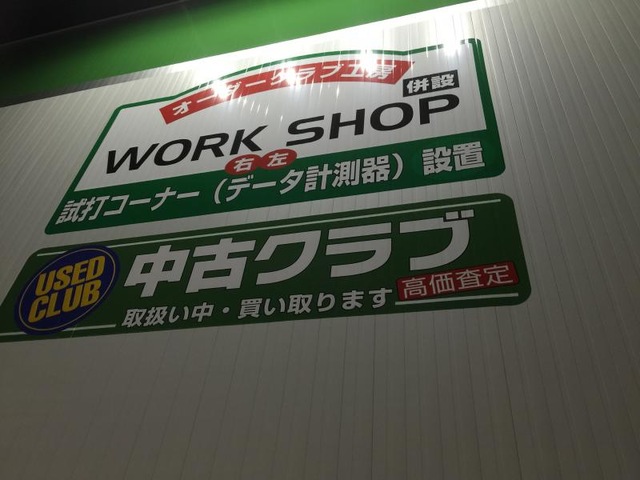 オーダークラブ工房
併設
WORK SHOP
右 左
試打コーナー（データ計測器）設置
USED
CLUB
中古クラブ
取扱い中・買い取ります
高価査定